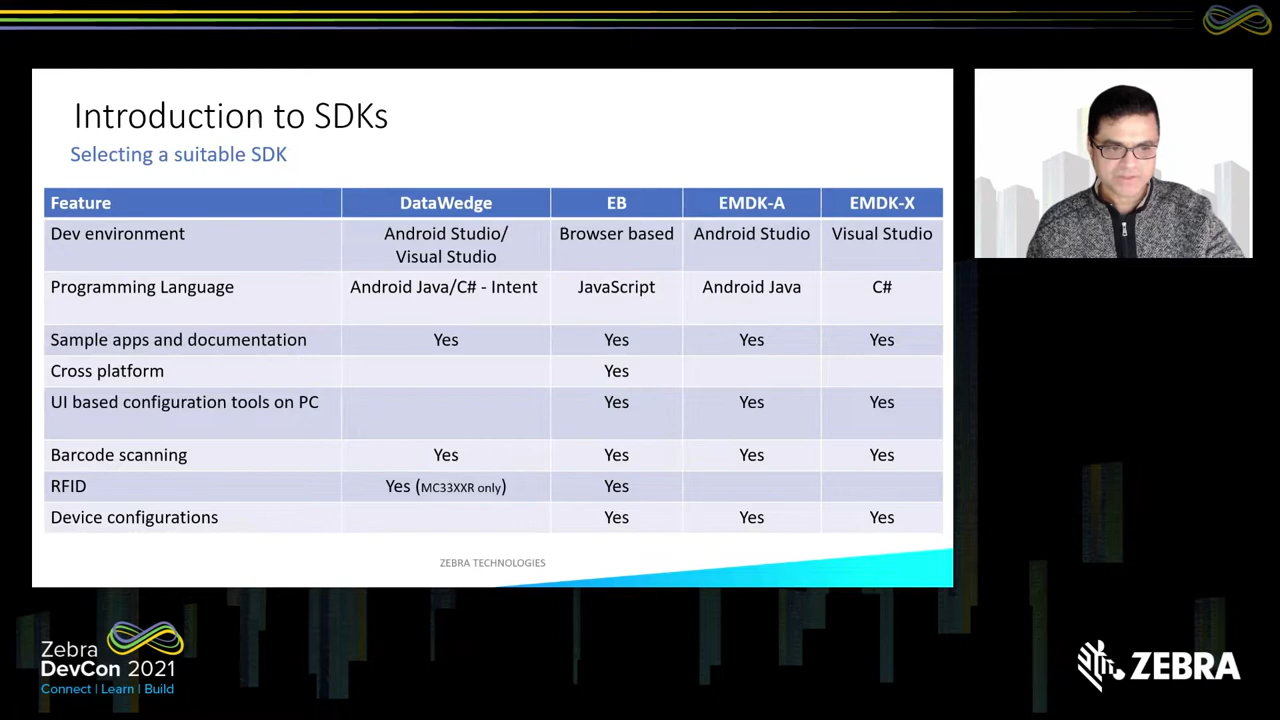 Introduction to SDKs
Selecting a suitable SDK
Feature DataWedge EB EMDK-A EMDK-X
Dev environment Android Studio/ Browser based Android Studio Visual Studio
Visual Studio
Programming Language Android Java/C# - Intent JavaScript Android Java C#
Sample apps and documentation Yes Yes Yes Yes
Cross platform Yes
UI based configuration tools on PC Yes Yes Yes
Barcode scanning Yes Yes Yes Yes
RFID Yes (MC33XXR only) Yes
Device configurations Yes Yes Yes
ZEBRA TECHNOLOGIES
Zebra
DevCon 2021
Connect | Learn | Build
ZEBRA